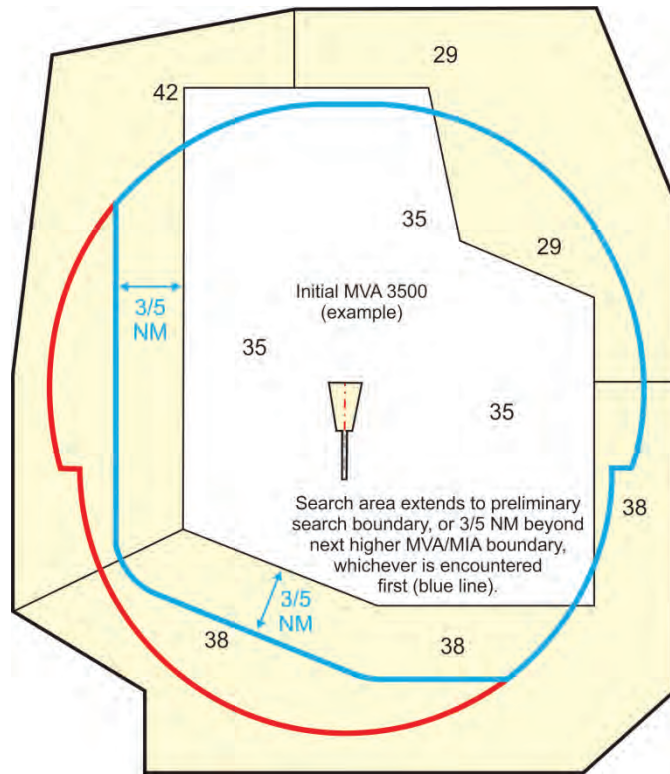 29
42
35
29
Initial MVA 3500
(example)
3/5
NM
35
35
Search area extends to preliminary
search boundary, or 3/5 NM beyond
next higher MVA/MIA boundary,
whichever is encountered
first (blue line).
38
3/5
NM
38
38